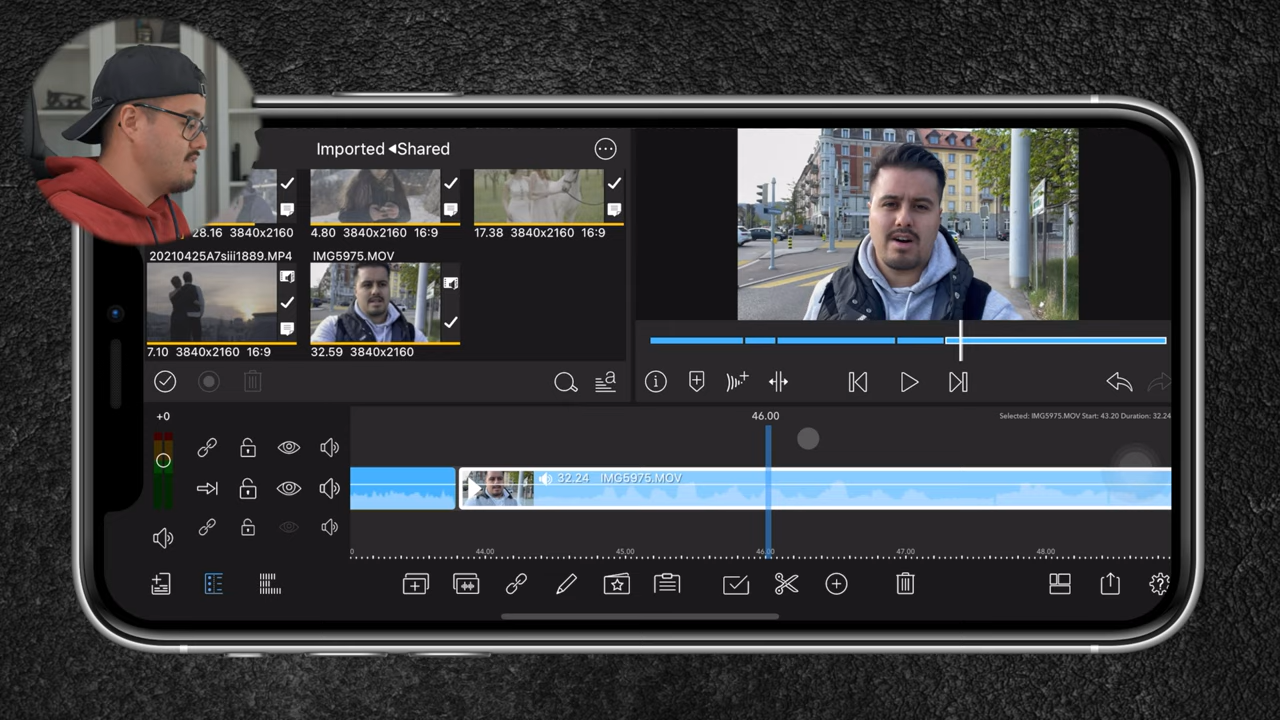 Imported ◀Shared
28.16 3840x2160
4.80 3840x2160 16:9
17.38 3840x2160 16:9
20210425A7siii1889.MP4
IMG5975.MOV
7.10 3840x2160 16:9
32.59 3840x2160
+0
46.00
Selected: IMG5975.MOV Start: 43.20 Duration: 32.24
32.24 IMG5975.MOV
0
44.00
45.00
46.00
47.00
48.00